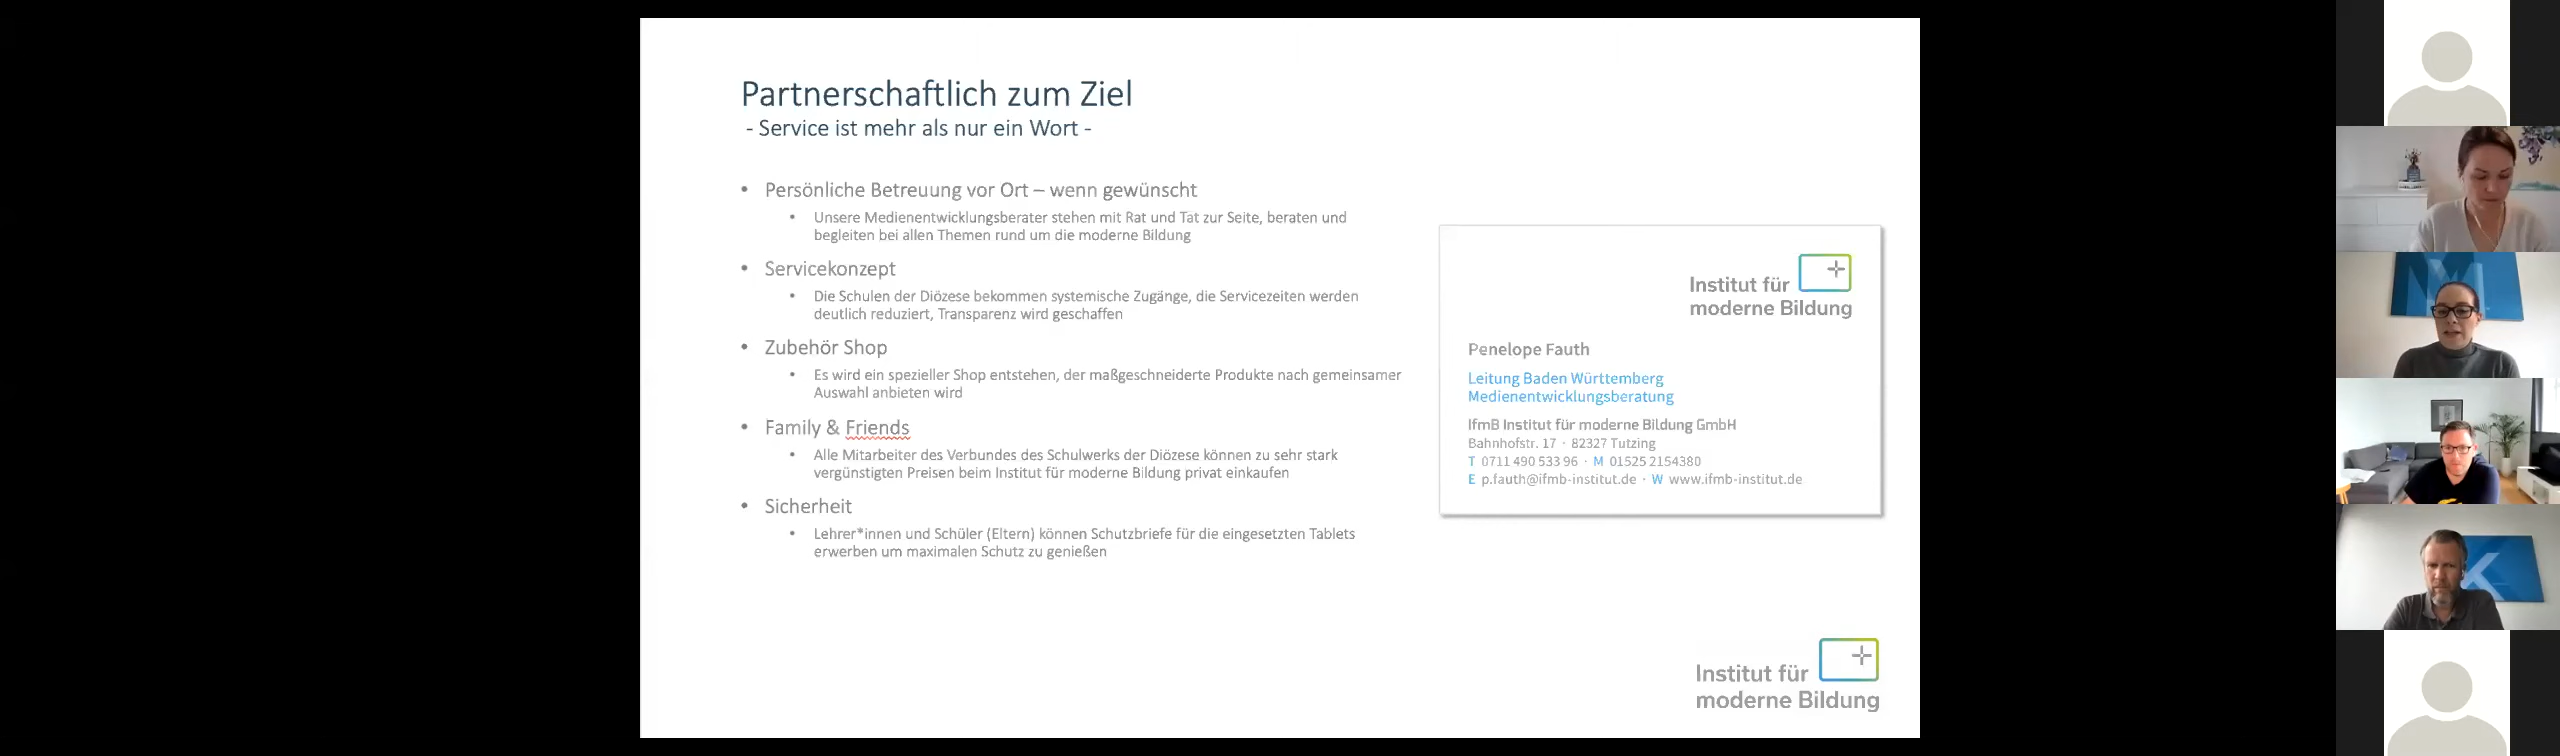 Partnerschaftlich zum Ziel
- Service ist mehr als nur ein Wort -
• Persönliche Betreuung vor Ort – wenn gewünscht
• Unsere Medienentwicklungsberater stehen mit Rat und Tat zur Seite, beraten und
begleiten bei allen Themen rund um die moderne Bildung
• Servicekonzept
• Die Schulen der Diözese bekommen systemische Zugänge, die Servicezeiten werden
deutlich reduziert, Transparenz wird geschaffen
• Zubehör Shop
• Es wird ein spezieller Shop entstehen, der maßgeschneiderte Produkte nach gemeinsamer
Auswahl anbieten wird
• Family & Friends
• Alle Mitarbeiter des Verbundes des Schulwerks der Diözese können zu sehr stark
vergünstigten Preisen beim Institut für moderne Bildung privat einkaufen
• Sicherheit
• Lehrer*innen und Schüler (Eltern) können Schutzbriefe für die eingesetzten Tablets
erwerben um maximalen Schutz zu genießen
Institut für
moderne Bildung
Penelope Fauth
Leitung Baden Württemberg
Medienentwicklungsberatung
IfmB Institut für moderne Bildung GmbH
Bahnhofstr. 17 · 82327 Tutzing
T 0711 490 533 96 · M 01525 2154380
E p.fauth@ifmb-institut.de · W www.ifmb-institut.de
Institut für
moderne Bildung